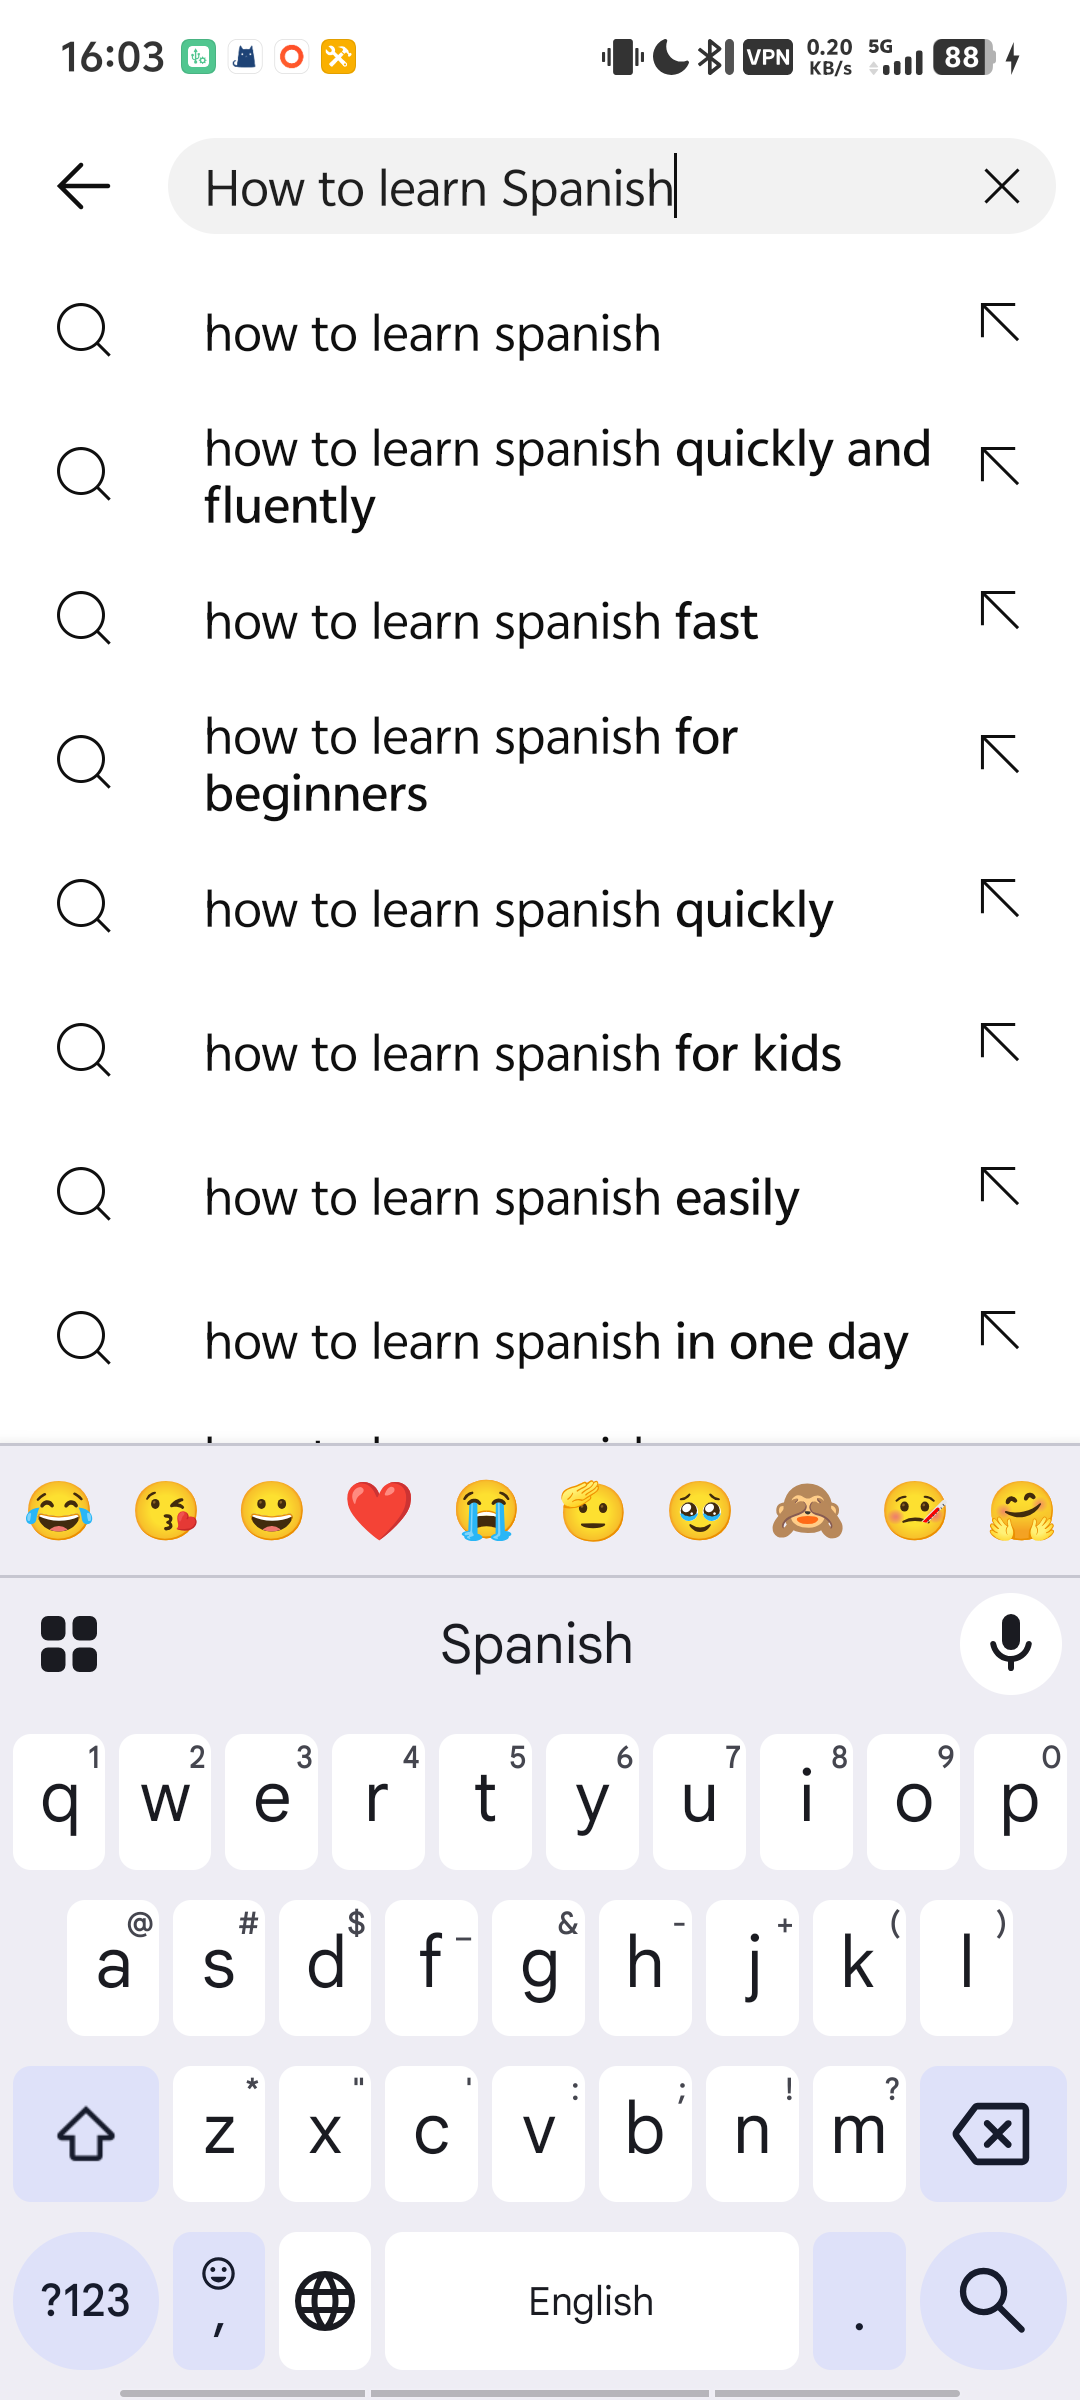 16:03
VPN
0.20
KB/s
5G
88
How to learn Spanish
how to learn spanish
how to learn spanish quickly and
fluently
how to learn spanish fast
how to learn spanish for
beginners
how to learn spanish quickly
how to learn spanish for kids
how to learn spanish easily
how to learn spanish in one day
Spanish
1 2 3 4 5 6 7 8 9 0
q w e r t y u i o p
@ # $ _ & - + ( )
a s d f g h j k l
* " ' : ; ! ?
z x c v b n m
?123 , English .